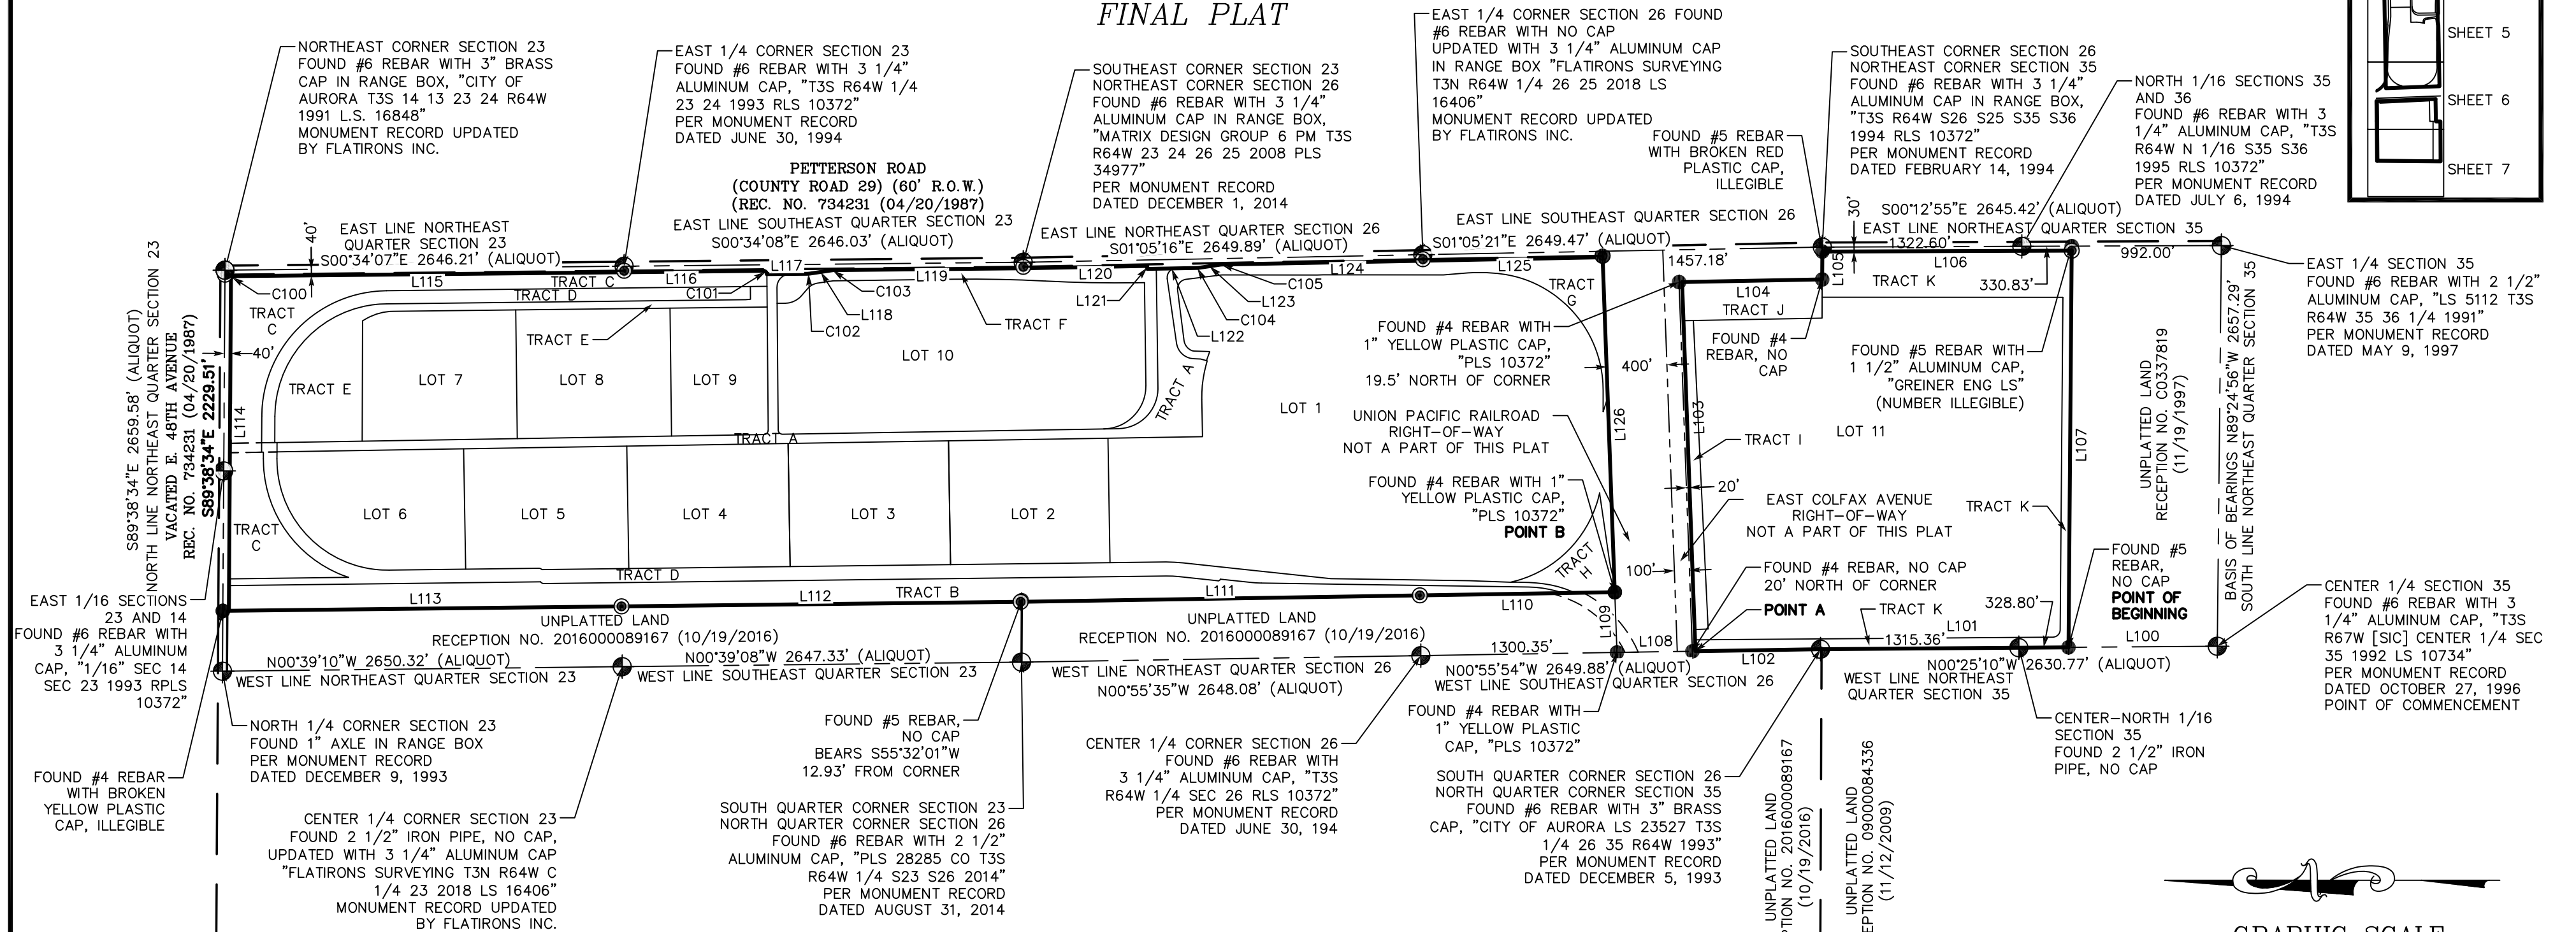 FINAL PLAT
NORTHEAST CORNER SECTION 23
FOUND #6 REBAR WITH 3" BRASS
CAP IN RANGE BOX, "CITY OF
AURORA T3S 14 13 23 24 R64W
1991 L.S. 16848"
MONUMENT RECORD UPDATED
BY FLATIRONS INC.
EAST 1/4 CORNER SECTION 23
FOUND #6 REBAR WITH 3 1/4"
ALUMINUM CAP, "T3S R64W 1/4
23 24 1993 RLS 10372"
PER MONUMENT RECORD
DATED JUNE 30, 1994
PETTERSON ROAD
(COUNTY ROAD 29) (60' R.O.W.)
(REC. NO. 734231 (04/20/1987)
SOUTHEAST CORNER SECTION 23
NORTHEAST CORNER SECTION 26
FOUND #6 REBAR WITH 3 1/4"
ALUMINUM CAP IN RANGE BOX,
"MATRIX DESIGN GROUP 6 PM T3S
R64W 23 24 26 25 2008 PLS
34977"
PER MONUMENT RECORD
DATED DECEMBER 1, 2014
EAST 1/4 CORNER SECTION 26 FOUND
#6 REBAR WITH NO CAP
UPDATED WITH 3 1/4" ALUMINUM CAP
IN RANGE BOX "FLATIRONS SURVEYING
T3N R64W 1/4 26 25 2018 LS
16406"
MONUMENT RECORD UPDATED
BY FLATIRONS INC.
FOUND #5 REBAR
WITH BROKEN RED
PLASTIC CAP,
ILLEGIBLE
SOUTHEAST CORNER SECTION 26
NORTHEAST CORNER SECTION 35
FOUND #6 REBAR WITH 3 1/4"
ALUMINUM CAP IN RANGE BOX,
"T3S R64W S26 S25 S35 S36
1994 RLS 10372"
PER MONUMENT RECORD
DATED FEBRUARY 14, 1994
NORTH 1/16 SECTIONS 35
AND 36
FOUND #6 REBAR WITH 3
1/4" ALUMINUM CAP, "T3S
R64W N 1/16 S35 S36
1995 RLS 10372"
PER MONUMENT RECORD
DATED JULY 6, 1994
SHEET 5
SHEET 6
SHEET 7
EAST LINE NORTHEAST
QUARTER SECTION 23
S00°34'07"E 2646.21' (ALIQUOT)
40'
EAST LINE SOUTHEAST QUARTER SECTION 23
S00°34'08"E 2646.03' (ALIQUOT)
EAST LINE NORTHEAST QUARTER SECTION 26
S01°05'16"E 2649.89' (ALIQUOT)
EAST LINE SOUTHEAST QUARTER SECTION 26
S01°05'21"E 2649.47' (ALIQUOT)
1457.18'
30'
S00°12'55"E 2645.42' (ALIQUOT)
EAST LINE NORTHEAST QUARTER SECTION 35
1322.60'
992.00'
330.83'
C100
L115
TRACT C
L116
L117
C101
L119
C103
L118
C102
L120
L121
L124
C105
L123
C104
L122
L125
L105
L106
TRACT K
L104
TRACT J
TRACT F
TRACT D
TRACT E
TRACT
C
TRACT E
LOT 7
LOT 8
LOT 9
LOT 10
TRACT A
TRACT A
TRACT
G
LOT 1
EAST 1/4 SECTION 35
FOUND #6 REBAR WITH 2 1/2"
ALUMINUM CAP, "LS 5112 T3S
R64W 35 36 1/4 1991"
PER MONUMENT RECORD
DATED MAY 9, 1997
FOUND #4 REBAR WITH
1" YELLOW PLASTIC CAP,
"PLS 10372"
19.5' NORTH OF CORNER
400'
FOUND #4
REBAR, NO
CAP
FOUND #5 REBAR WITH
1 1/2" ALUMINUM CAP,
"GREINER ENG LS"
(NUMBER ILLEGIBLE)
UNION PACIFIC RAILROAD
RIGHT-OF-WAY
NOT A PART OF THIS PLAT
L126
L103
TRACT I
LOT 11
L107
FOUND #4 REBAR WITH 1"
YELLOW PLASTIC CAP,
"PLS 10372"
POINT B
20'
EAST COLFAX AVENUE
RIGHT-OF-WAY
NOT A PART OF THIS PLAT
TRACT K
UNPLATTED LAND
RECEPTION NO. C0337819
(11/19/1997)
BASIS OF BEARINGS N89°24'56"W 2657.29'
SOUTH LINE NORTHEAST QUARTER SECTION 35
S89°38'34"E 2659.58' (ALIQUOT)
NORTH LINE NORTHEAST QUARTER SECTION 23
VACATED E. 48TH AVENUE
REC. NO. 734231 (04/20/1987)
S89°38'34"E 2229.51'
40'
L114
TRACT
C
LOT 6
LOT 5
LOT 4
LOT 3
LOT 2
TRACT D
TRACT B
TRACT
H
100'
FOUND #4 REBAR, NO CAP
20' NORTH OF CORNER
POINT A
TRACT K
328.80'
L101
1315.36'
FOUND #5
REBAR,
NO CAP
POINT OF
BEGINNING
L100
CENTER 1/4 SECTION 35
FOUND #6 REBAR WITH 3
1/4" ALUMINUM CAP, "T3S
R67W [SIC] CENTER 1/4 SEC
35 1992 LS 10734"
PER MONUMENT RECORD
DATED OCTOBER 27, 1996
POINT OF COMMENCEMENT
EAST 1/16 SECTIONS
23 AND 14
FOUND #6 REBAR WITH
3 1/4" ALUMINUM
CAP, "1/16" SEC 14
SEC 23 1993 RPLS
10372"
L113
L112
L111
L110
L109
L108
L102
UNPLATTED LAND
RECEPTION NO. 2016000089167 (10/19/2016)
UNPLATTED LAND
RECEPTION NO. 2016000089167 (10/19/2016)
N00°39'10"W 2650.32' (ALIQUOT)
WEST LINE NORTHEAST QUARTER SECTION 23
N00°39'08"W 2647.33' (ALIQUOT)
WEST LINE SOUTHEAST QUARTER SECTION 23
WEST LINE NORTHEAST QUARTER SECTION 26
N00°55'35"W 2648.08' (ALIQUOT)
1300.35'
N00°55'54"W 2649.88' (ALIQUOT)
WEST LINE SOUTHEAST QUARTER SECTION 26
N00°25'10"W 2630.77' (ALIQUOT)
WEST LINE NORTHEAST
QUARTER SECTION 35
NORTH 1/4 CORNER SECTION 23
FOUND 1" AXLE IN RANGE BOX
PER MONUMENT RECORD
DATED DECEMBER 9, 1993
FOUND #4 REBAR
WITH BROKEN
YELLOW PLASTIC
CAP, ILLEGIBLE
CENTER 1/4 CORNER SECTION 23
FOUND 2 1/2" IRON PIPE, NO CAP,
UPDATED WITH 3 1/4" ALUMINUM CAP
"FLATIRONS SURVEYING T3N R64W C
1/4 23 2018 LS 16406"
MONUMENT RECORD UPDATED
BY FLATIRONS INC.
FOUND #5 REBAR,
NO CAP
BEARS S55°32'01"W
12.93' FROM CORNER
SOUTH QUARTER CORNER SECTION 23
NORTH QUARTER CORNER SECTION 26
FOUND #6 REBAR WITH 2 1/2"
ALUMINUM CAP, "PLS 28285 CO T3S
R64W 1/4 S23 S26 2014"
PER MONUMENT RECORD
DATED AUGUST 31, 2014
CENTER 1/4 CORNER SECTION 26
FOUND #6 REBAR WITH
3 1/4" ALUMINUM CAP, "T3S
R64W 1/4 SEC 26 RLS 10372"
PER MONUMENT RECORD
DATED JUNE 30, 194
FOUND #4 REBAR WITH
1" YELLOW PLASTIC
CAP, "PLS 10372"
SOUTH QUARTER CORNER SECTION 26
NORTH QUARTER CORNER SECTION 35
FOUND #6 REBAR WITH 3" BRASS
CAP, "CITY OF AURORA LS 23527 T3S
1/4 26 35 R64W 1993"
PER MONUMENT RECORD
DATED DECEMBER 5, 1993
UNPLATTED LAND
PTION NO. 2016000089167
(10/19/2016)
UNPLATTED LAND
EPTION NO. 09000084336
(11/12/2009)
CENTER-NORTH 1/16
SECTION 35
FOUND 2 1/2" IRON
PIPE, NO CAP
GRAPHIC SCALE